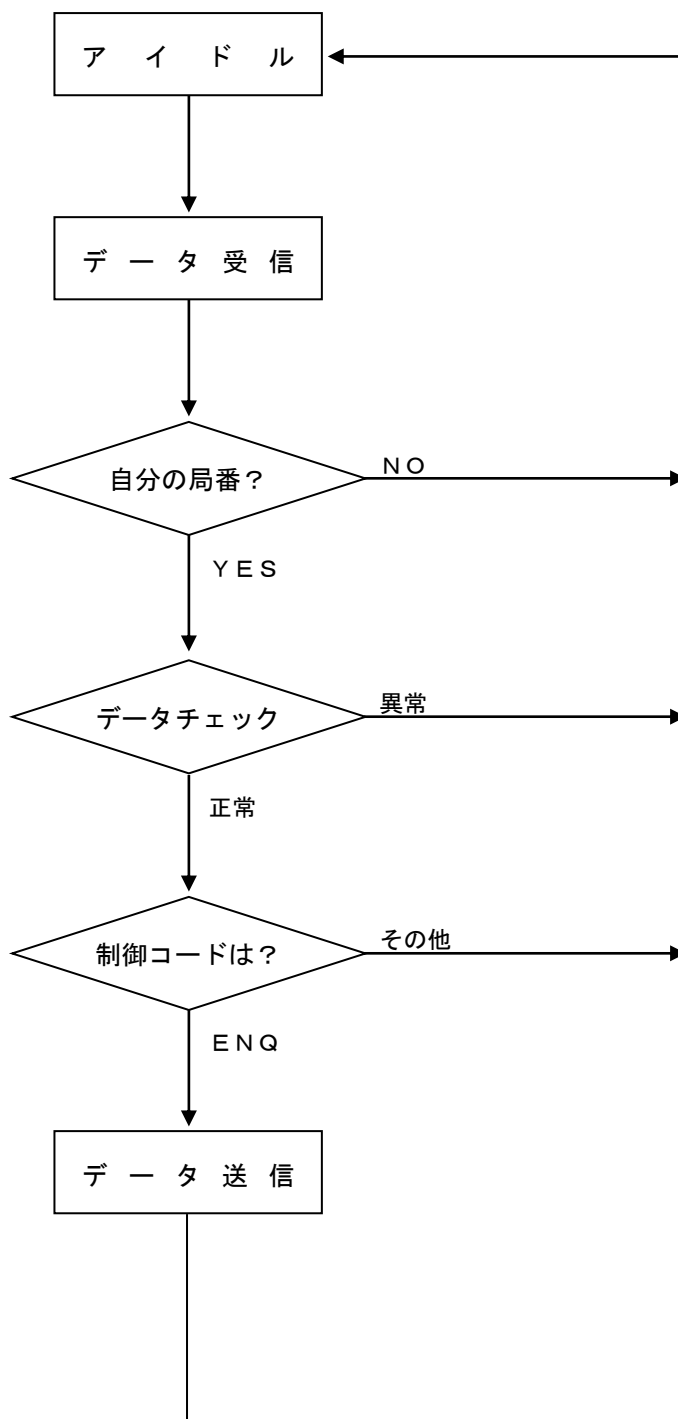 アイドル
データ受信
自分の局番？
ＮＯ
ＹＥＳ
データチェック
異常
正常
制御コードは？
その他
ＥＮＱ
データ送信